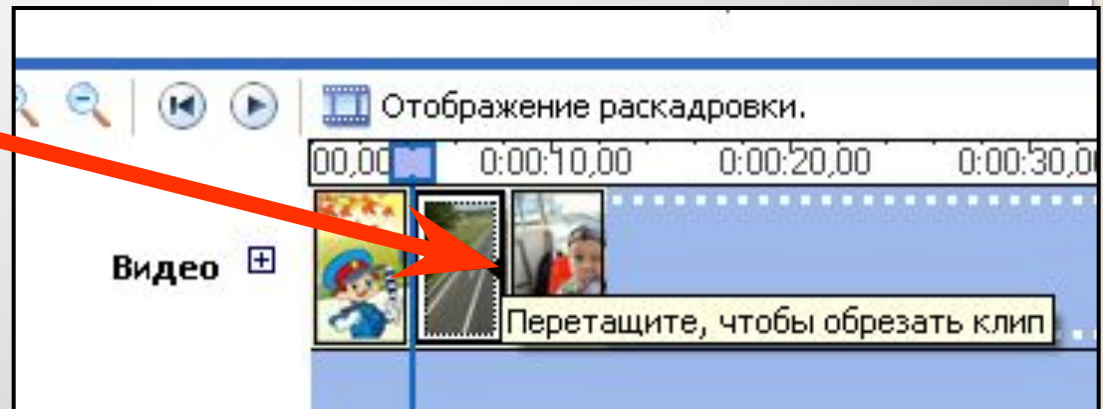 Отображение раскадровки.
00,00 0:00:10,00 0:00:20,00 0:00:30,0
Видео
Перетащите, чтобы обрезать клип